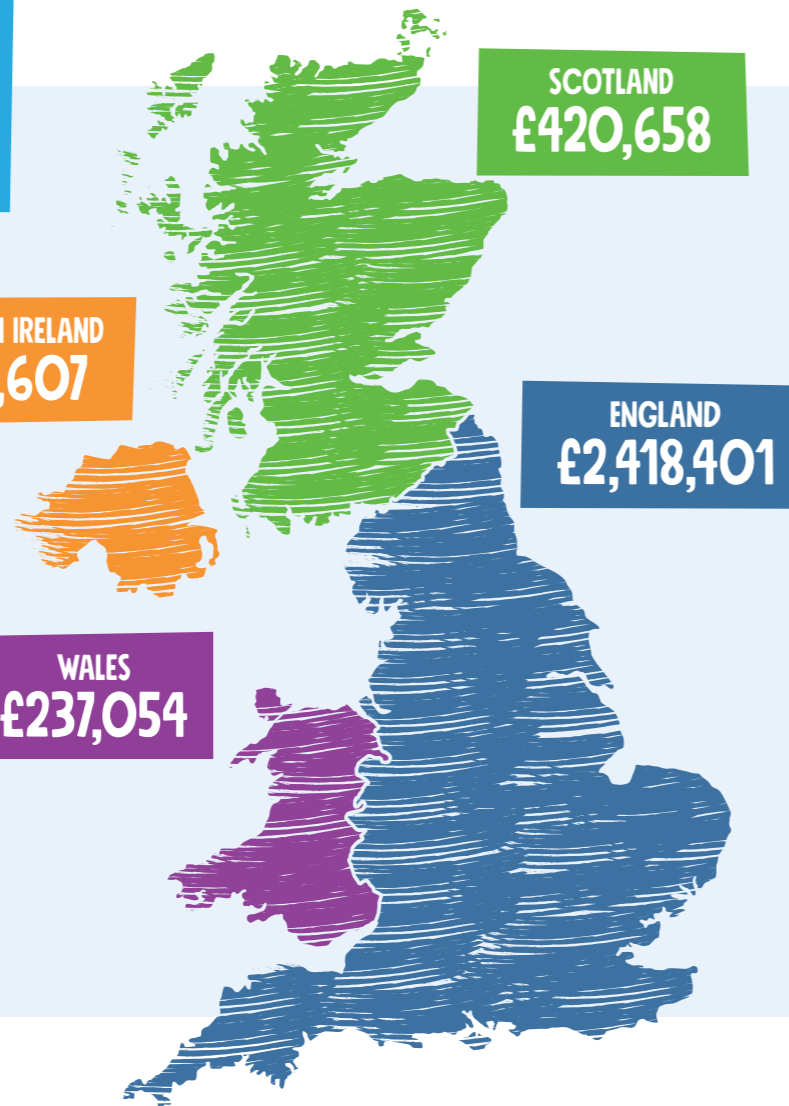 SCOTLAND
£420,658
IRELAND
,607
ENGLAND
£2,418,401
WALES
£237,054